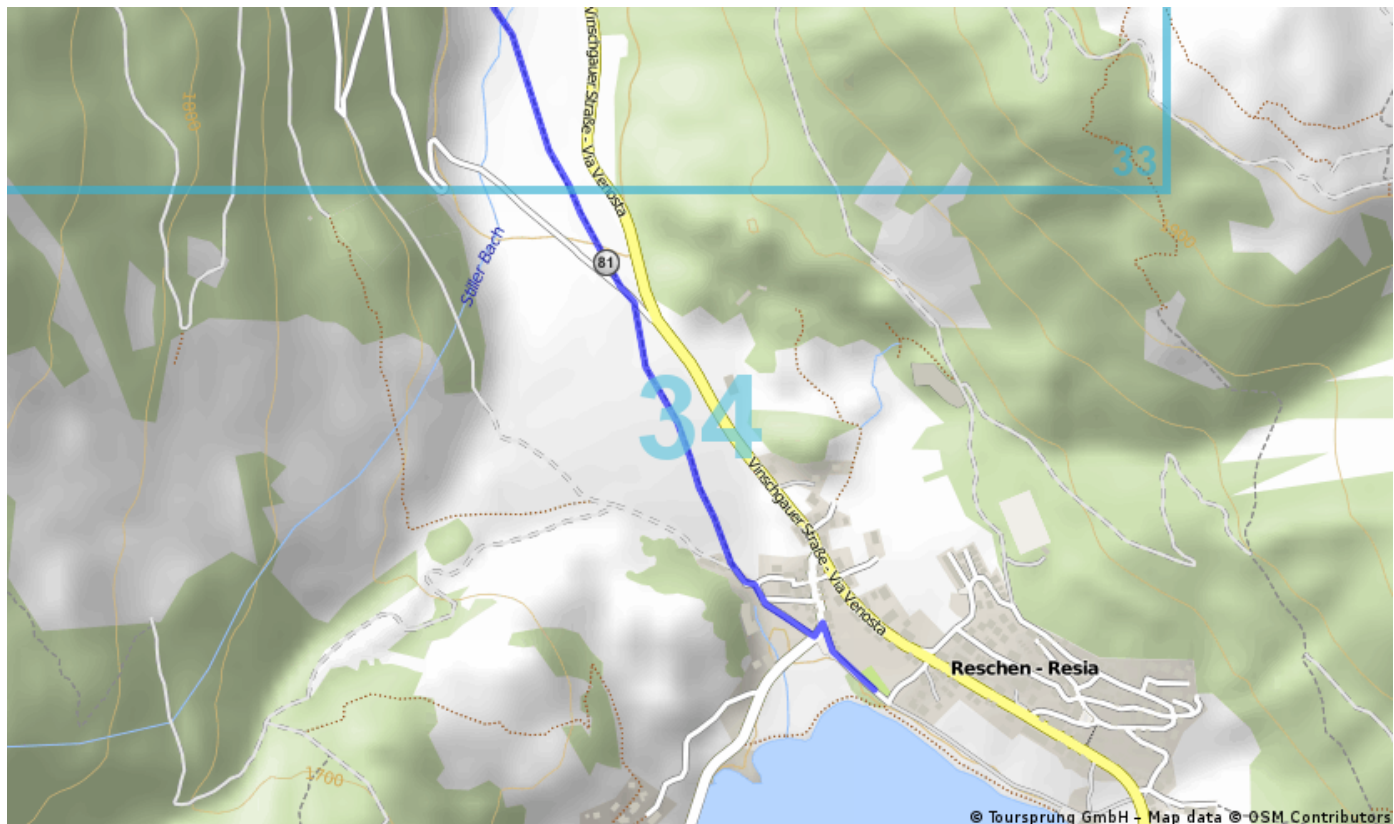 Vinschgauer Straße - Via Venosta
33
1800
Stiller Bach
81
34
Vinschgauer Straße - Via Venosta
Reschen - Resia
1700
© Toursprung GmbH – Map data © OSM Contributors